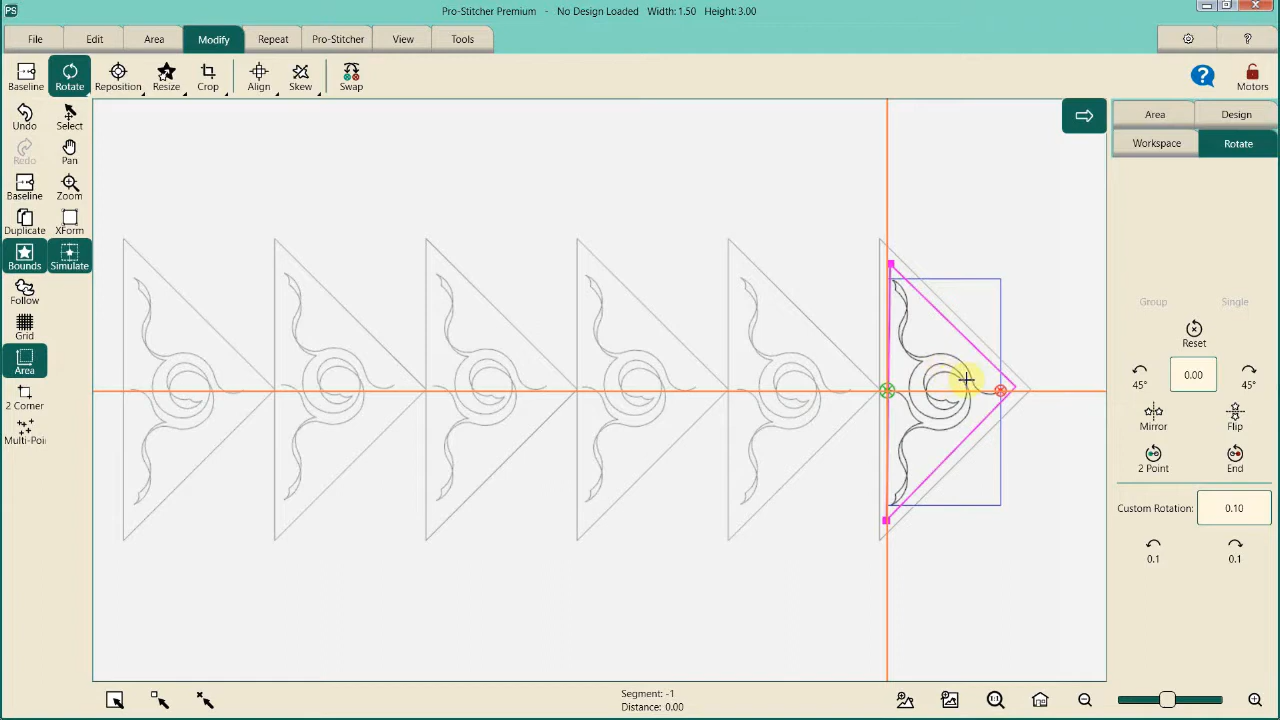 PS
Pro-Stitcher Premium - No Design Loaded Width: 1.50 Height: 3.00
File Edit Area Modify Repeat Pro-Stitcher View Tools ?
Baseline Rotate Reposition Resize Crop Align Skew Swap ? Motors
Undo Select
Redo Pan
Baseline Zoom
Duplicate XForm
Bounds Simulate
Follow
Grid
Area
2 Corner
Multi-Poi
Area Design
Workspace Rotate
Group Single
Reset
45° 0.00 45°
Mirror Flip
2 Point End
Custom Rotation: 0.10
0.1 0.1
Segment: -1
Distance: 0.00
1:1